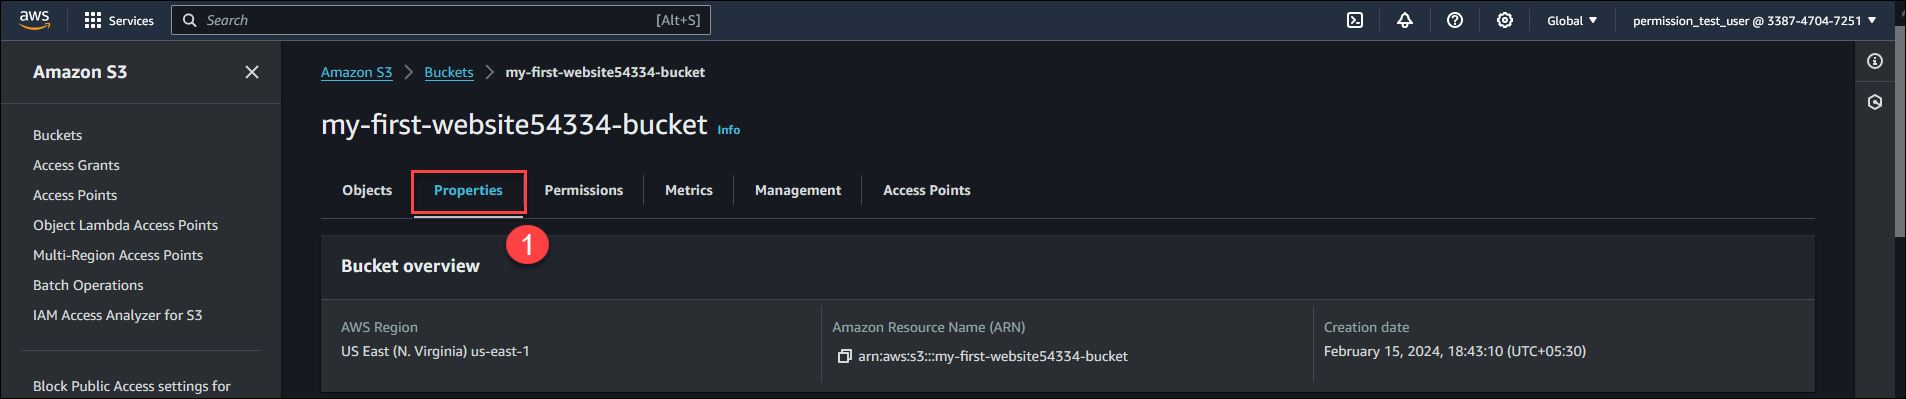 aws Services Search [Alt+S] Global permission_test_user @ 3387-4704-7251
Amazon S3
Buckets
Access Grants
Access Points
Object Lambda Access Points
Multi-Region Access Points
Batch Operations
IAM Access Analyzer for S3
Block Public Access settings for
Amazon S3 > Buckets > my-first-website54334-bucket
my-first-website54334-bucket Info
Objects Properties Permissions Metrics Management Access Points
1
Bucket overview
AWS Region
US East (N. Virginia) us-east-1
Amazon Resource Name (ARN)
arn:aws:s3:::my-first-website54334-bucket
Creation date
February 15, 2024, 18:43:10 (UTC+05:30)